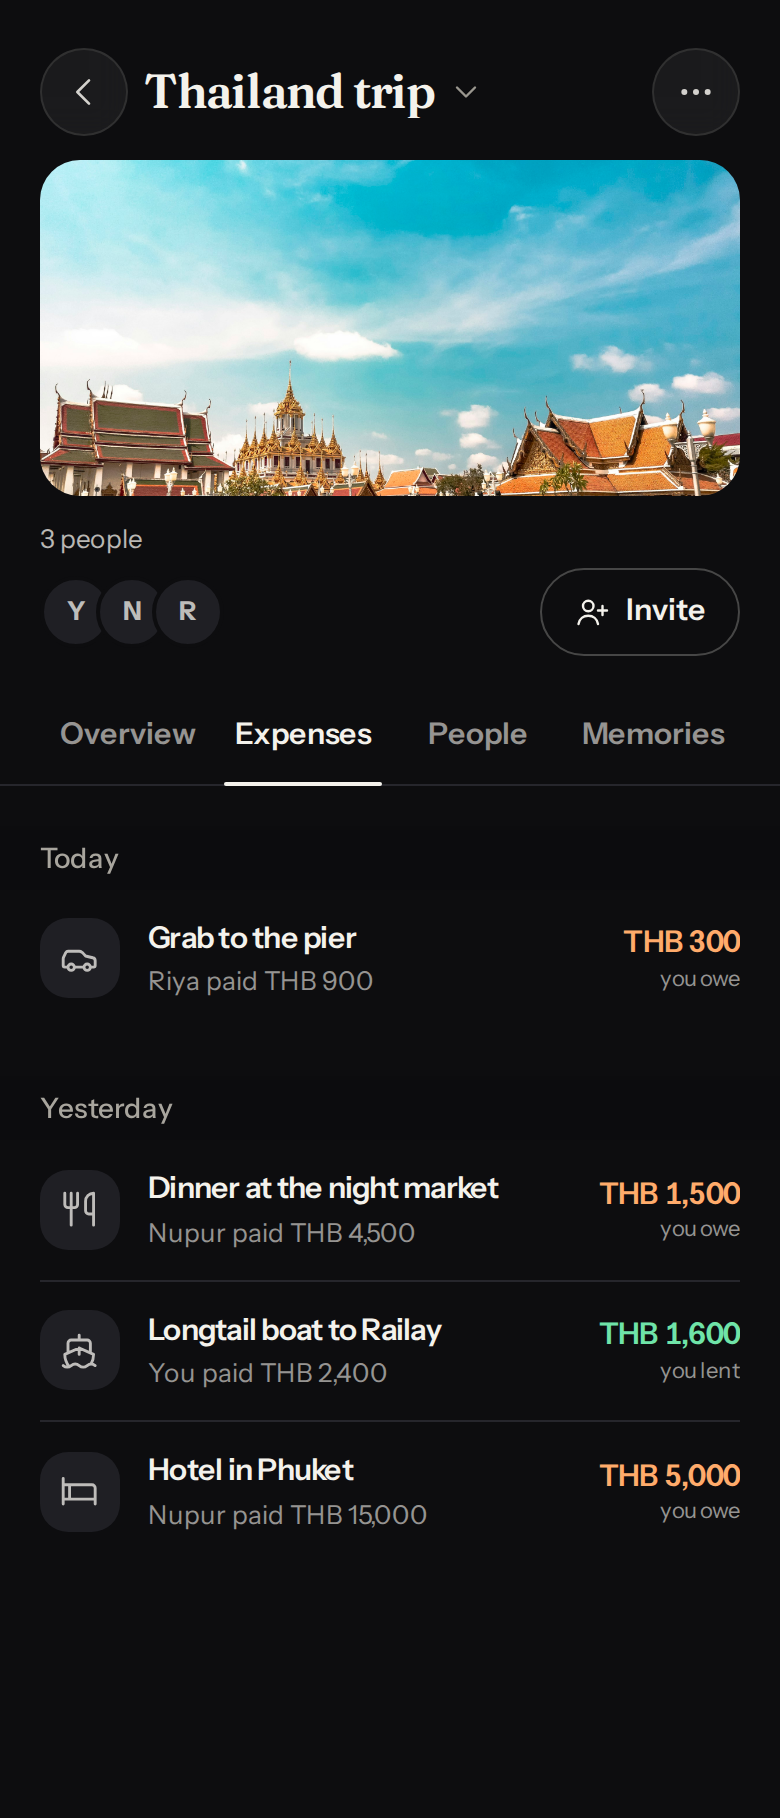 Thailand trip
3 people
Y N R
Invite
Overview Expenses People Memories
Today
Grab to the pier
THB 300
Riya paid THB 900
you owe
Yesterday
Dinner at the night market
THB 1,500
Nupur paid THB 4,500
you owe
Longtail boat to Railay
THB 1,600
You paid THB 2,400
you lent
Hotel in Phuket
THB 5,000
Nupur paid THB 15,000
you owe